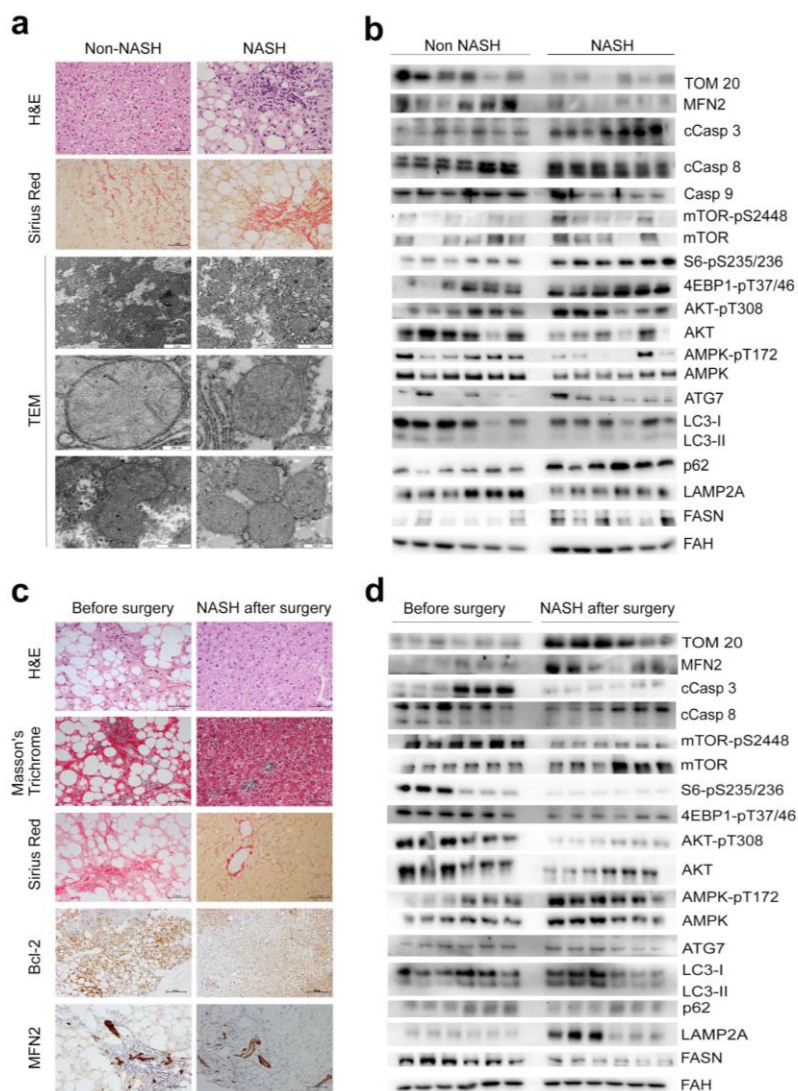 a
Non-NASH
NASH
H&E
Sirius Red
TEM
b
Non NASH
NASH
TOM 20
MFN2
cCasp 3
cCasp 8
Casp 9
mTOR-pS2448
mTOR
S6-pS235/236
4EBP1-pT37/46
AKT-pT308
AKT
AMPK-pT172
AMPK
ATG7
LC3-I
LC3-II
p62
LAMP2A
FASN
FAH
c
Before surgery
NASH after surgery
H&E
Masson's
Trichrome
Sirius Red
Bcl-2
MFN2
d
Before surgery
NASH after surgery
TOM 20
MFN2
cCasp 3
cCasp 8
mTOR-pS2448
mTOR
S6-pS235/236
4EBP1-pT37/46
AKT-pT308
AKT
AMPK-pT172
AMPK
ATG7
LC3-I
LC3-II
p62
LAMP2A
FASN
FAH